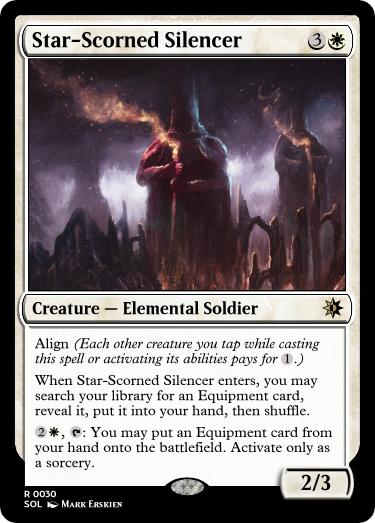 Star-Scorned Silencer 3
Creature — Elemental Soldier
Align (Each other creature you tap while casting
this spell or activating its abilities pays for 1.)
When Star-Scorned Silencer enters, you may
search your library for an Equipment card,
reveal it, put it into your hand, then shuffle.
2, : You may put an Equipment card from
your hand onto the battlefield. Activate only as
a sorcery.
2/3
R 0030
SOL Mark Erskien